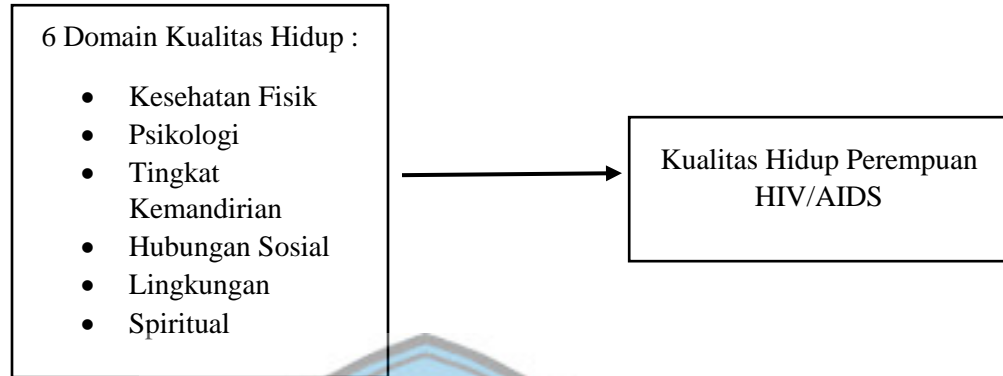 6 Domain Kualitas Hidup :
• Kesehatan Fisik
• Psikologi
• Tingkat
Kemandirian
• Hubungan Sosial
• Lingkungan
• Spiritual
Kualitas Hidup Perempuan
HIV/AIDS